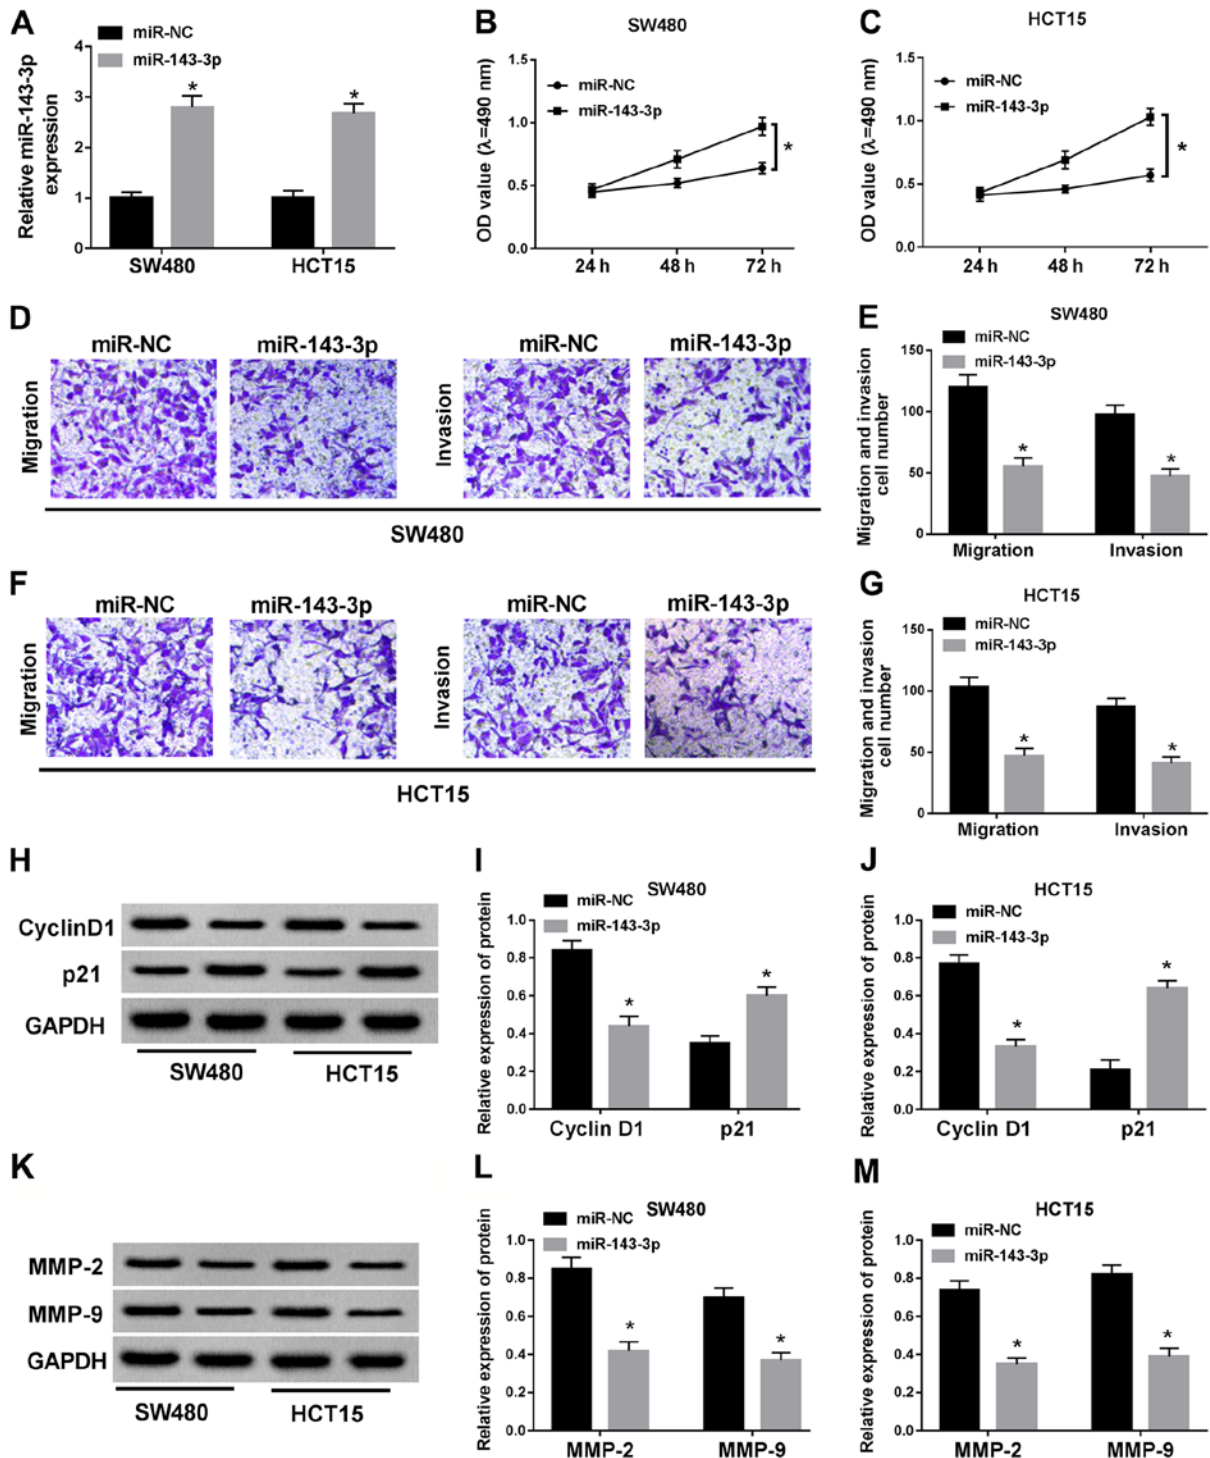 A
miR-NC
miR-143-3p
Relative miR-143-3p
expression
4
3
2
1
0
*
*
SW480 HCT15
B
SW480
OD value (λ=490 nm)
1.5
1.0
0.5
0.0
miR-NC
miR-143-3p
*
24 h 48 h 72 h
C
HCT15
OD value (λ=490 nm)
1.5
1.0
0.5
0.0
miR-NC
miR-143-3p
*
24 h 48 h 72 h
D
miR-NC miR-143-3p miR-NC miR-143-3p
Migration
Invasion
SW480
E
SW480
miR-NC
miR-143-3p
Migration and invasion
cell number
150
100
50
0
*
*
Migration Invasion
F
miR-NC miR-143-3p miR-NC miR-143-3p
Migration
Invasion
HCT15
G
HCT15
miR-NC
miR-143-3p
Migration and invasion
cell number
150
100
50
0
*
*
Migration Invasion
H
CyclinD1
p21
GAPDH
SW480 HCT15
I
SW480
miR-NC
miR-143-3p
Relative expression of protein
1.0
0.8
0.6
0.4
0.2
0.0
*
*
Cyclin D1 p21
J
HCT15
miR-NC
miR-143-3p
Relative expression of protein
1.0
0.8
0.6
0.4
0.2
0.0
*
*
Cyclin D1 p21
K
MMP-2
MMP-9
GAPDH
SW480 HCT15
L
SW480
miR-NC
miR-143-3p
Relative expression of protein
1.0
0.8
0.6
0.4
0.2
0.0
*
*
MMP-2 MMP-9
M
HCT15
miR-NC
miR-143-3p
Relative expression of protein
1.0
0.8
0.6
0.4
0.2
0.0
*
*
MMP-2 MMP-9